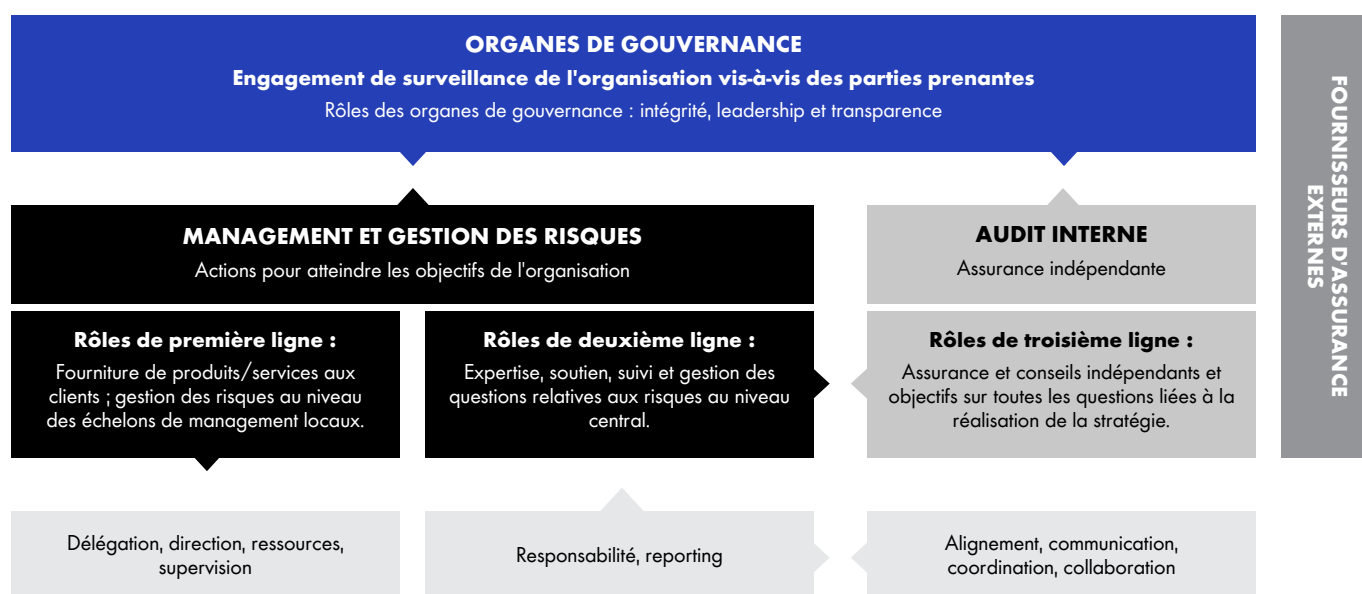 ORGANES DE GOUVERNANCE
Engagement de surveillance de l'organisation vis-à-vis des parties prenantes
Rôles des organes de gouvernance : intégrité, leadership et transparence
MANAGEMENT ET GESTION DES RISQUES
Actions pour atteindre les objectifs de l'organisation
AUDIT INTERNE
Assurance indépendante
Rôles de première ligne :
Fourniture de produits/services aux
clients ; gestion des risques au niveau
des échelons de management locaux.
Rôles de deuxième ligne :
Expertise, soutien, suivi et gestion des
questions relatives aux risques au niveau
central.
Rôles de troisième ligne :
Assurance et conseils indépendants et
objectifs sur toutes les questions liées à la
réalisation de la stratégie.
Délégation, direction, ressources,
supervision
Responsabilité, reporting
Alignement, communication,
coordination, collaboration
FOURNISSEURS D'ASSURANCE
EXTERNES